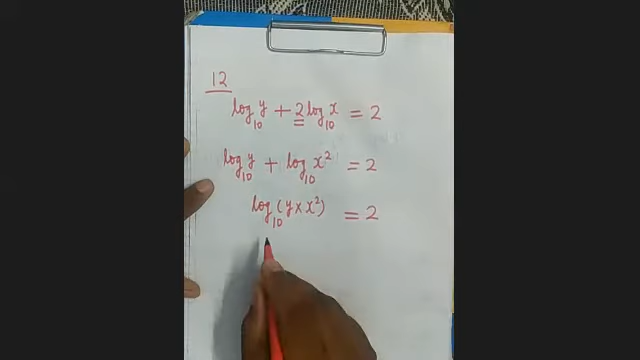 12
log₁₀ y + 2 log₁₀ x = 2
log₁₀ y + log₁₀ x² = 2
log₁₀ (y × x²) = 2